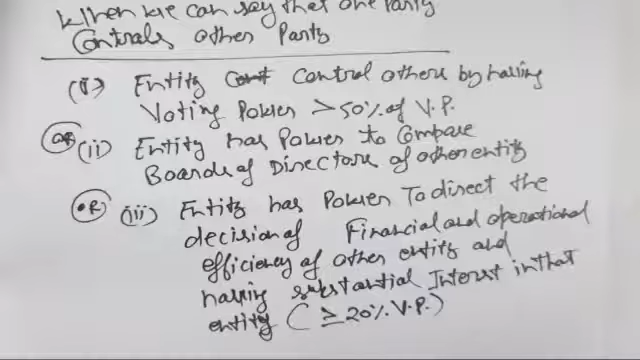 When we can say that one Party
Controls Other Party
(i) Entity control others by having
Voting Power > 50% of V.P.
OR (ii) Entity has Power to Compose
Boards of Directors of other entity
OR (iii) Entity has Power To direct the
decision of Financial and operational
efficiency of other entity and
having substantial Interest in that
entity ( ≥ 20% V.P.)